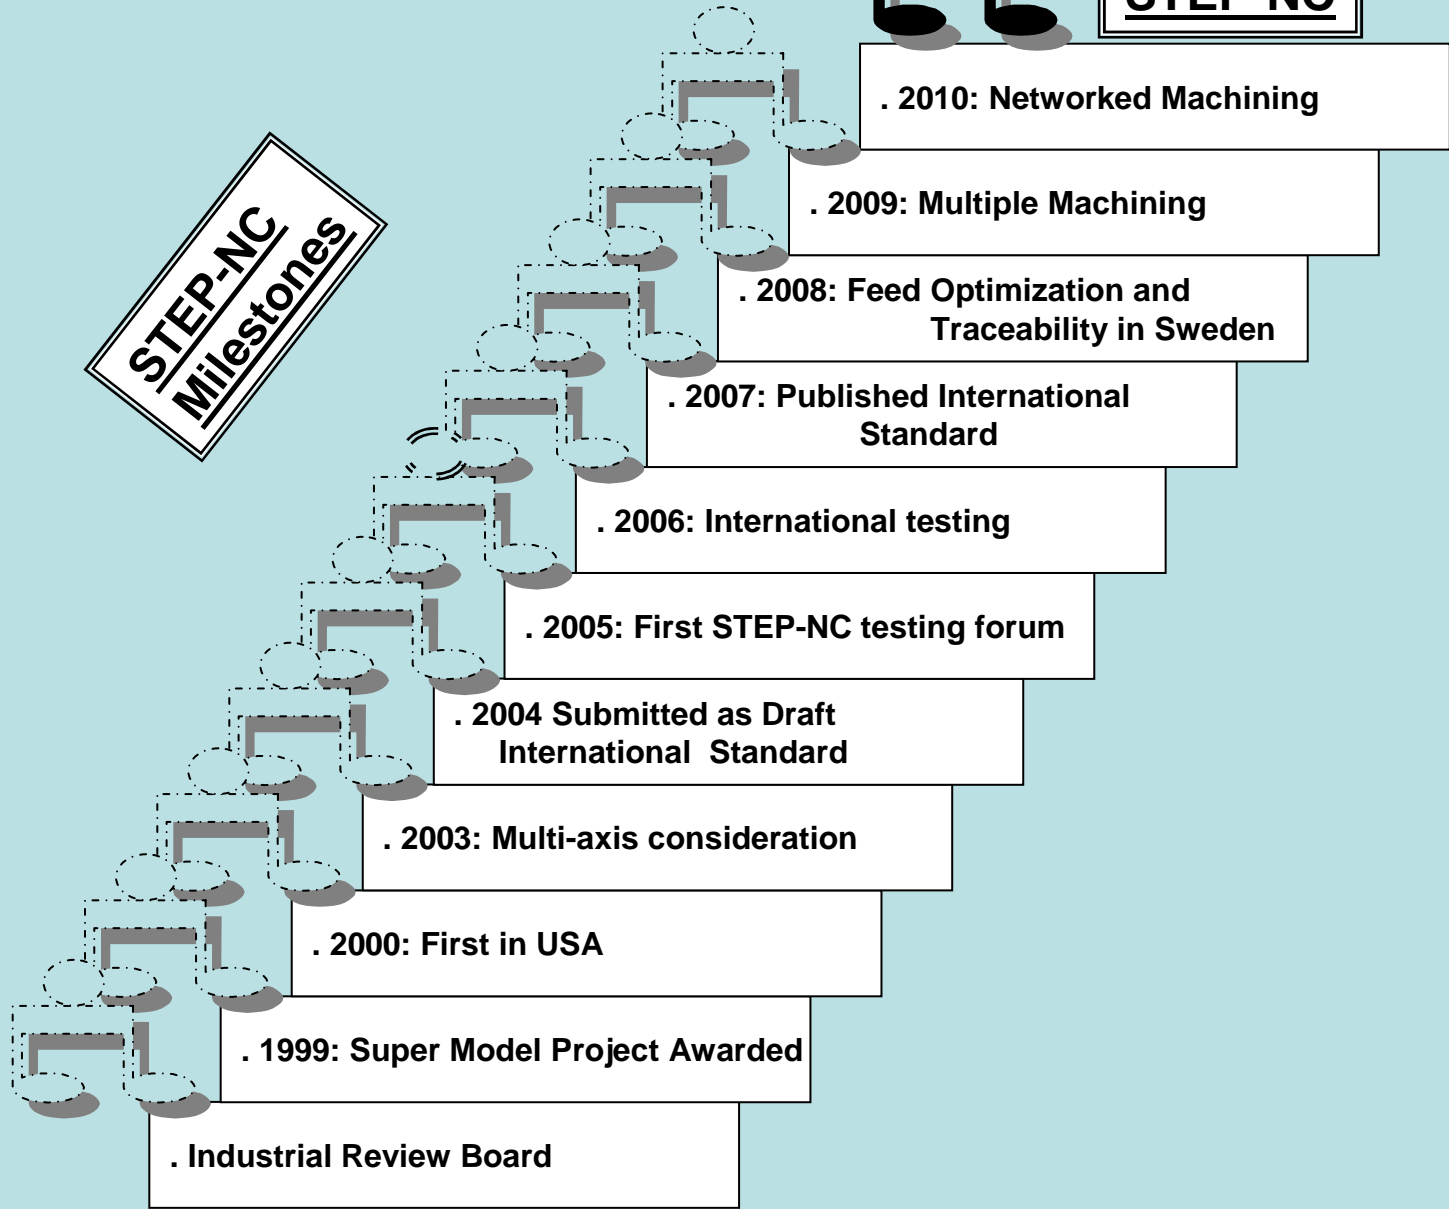 STEP-NC
. 2010: Networked Machining
. 2009: Multiple Machining
. 2008: Feed Optimization and
Traceability in Sweden
. 2007: Published International
Standard
. 2006: International testing
. 2005: First STEP-NC testing forum
. 2004 Submitted as Draft
International Standard
. 2003: Multi-axis consideration
. 2000: First in USA
. 1999: Super Model Project Awarded
. Industrial Review Board
STEP-NC
Milestones